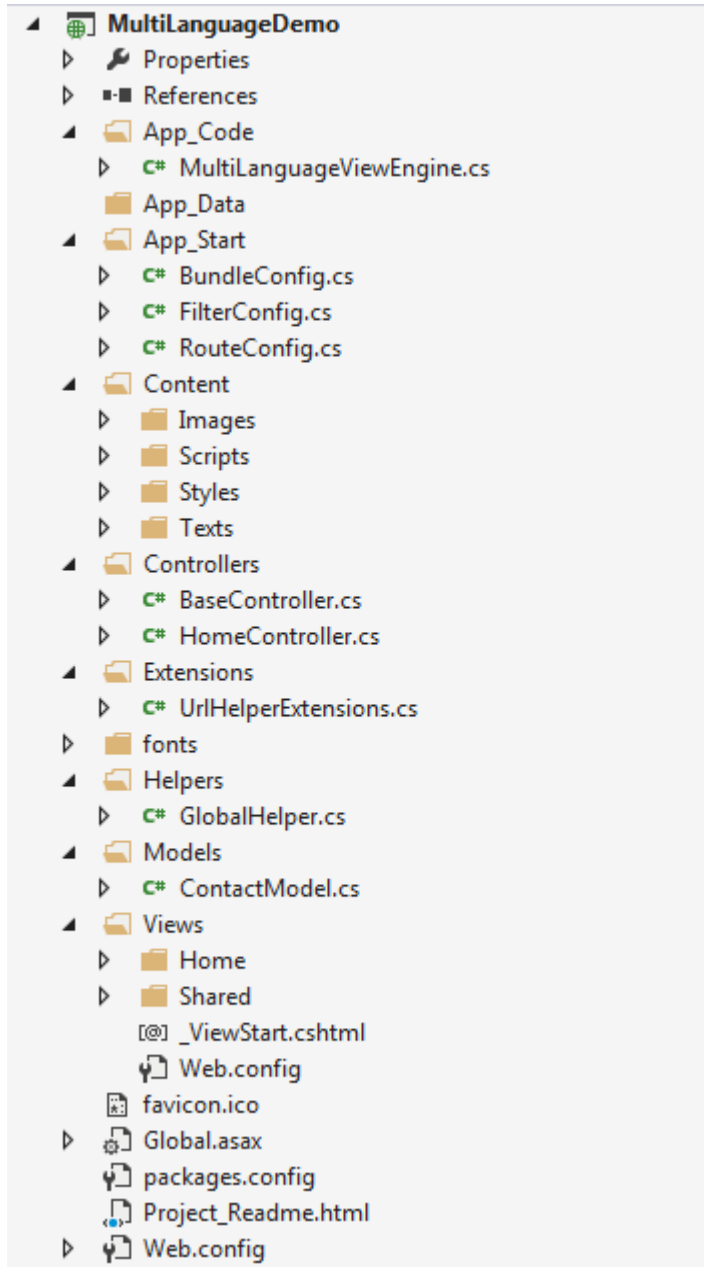 MultiLanguageDemo
Properties
References
App_Code
C# MultiLanguageViewEngine.cs
App_Data
App_Start
C# BundleConfig.cs
C# FilterConfig.cs
C# RouteConfig.cs
Content
Images
Scripts
Styles
Texts
Controllers
C# BaseController.cs
C# HomeController.cs
Extensions
C# UrlHelperExtensions.cs
fonts
Helpers
C# GlobalHelper.cs
Models
C# ContactModel.cs
Views
Home
Shared
[@] _ViewStart.cshtml
Web.config
favicon.ico
Global.asax
packages.config
Project_Readme.html
Web.config